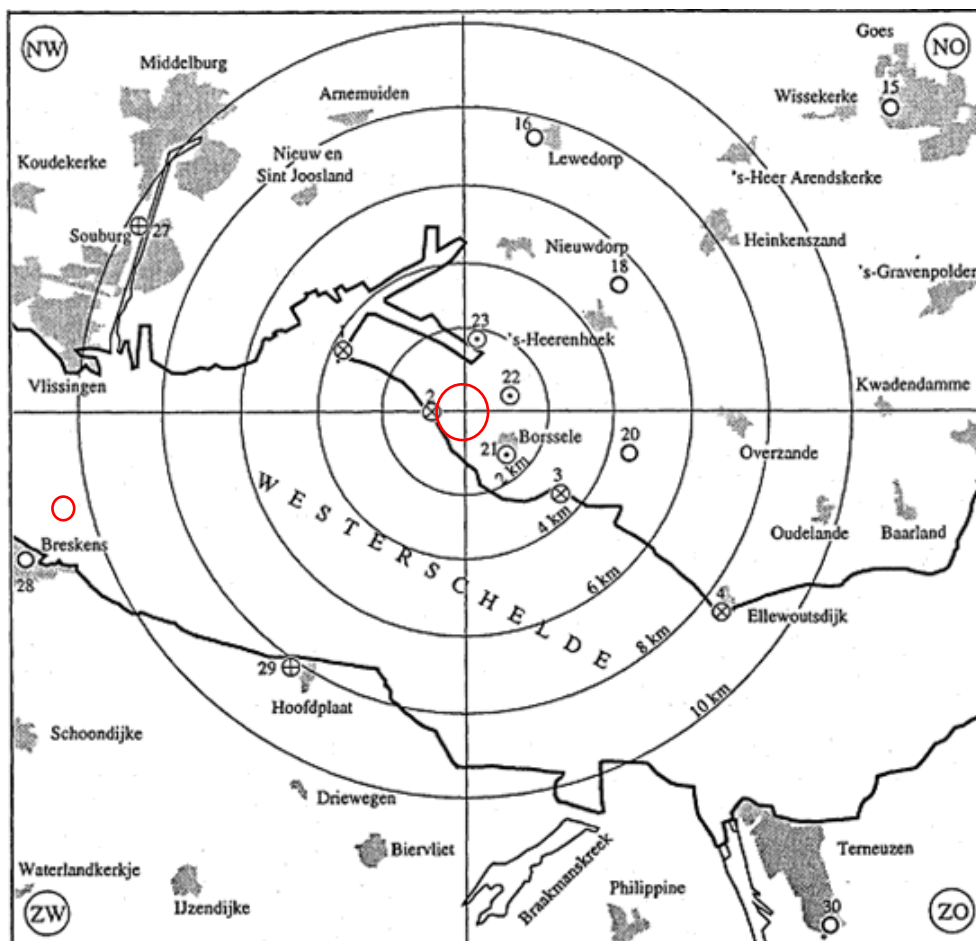 NW
NO
Goes
Middelburg
15
Arnemuiden
Wissekerke
16
Koudekerke
Nieuw en
Sint Joosland
Lewedorp
's-Heer Arendskerke
27
Souburg
Nieuwdorp
Heinkenszand
18
's-Gravenpolder
23
's-Heerenhoek
1
Vlissingen
22
Kwadendamme
2
Borssele
21
20
Overzande
2 km
3
WESTERSCHELDE
4 km
Oudelande
Baarland
Breskens
28
6 km
4
Ellewoutsdijk
8 km
29
Hoofdplaat
10 km
Schoondijke
Driewegen
Biervliet
Terneuzen
Waterlandkerkje
IJzendijke
Braakmanskreek
Philippine
30
ZW
ZO